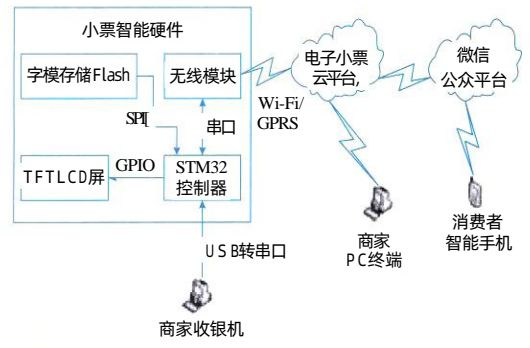 小票智能硬件
字模存储Flash
无线模块
电子小票
云平台,
微信
公众平台
Wi-Fi/
GPRS
SPI
串口
GPIO
TFTLCD屏
STM32
控制器
商家
PC终端
消费者
智能手机
USB转串口
商家收银机